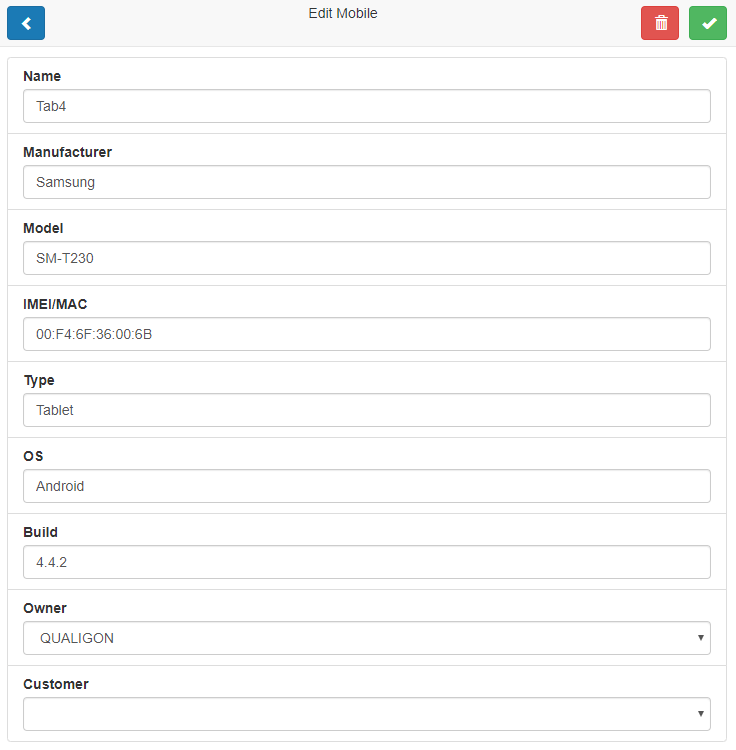 Edit Mobile
Name
Tab4
Manufacturer
Samsung
Model
SM-T230
IMEI/MAC
00:F4:6F:36:00:6B
Type
Tablet
OS
Android
Build
4.4.2
Owner
QUALIGON
Customer